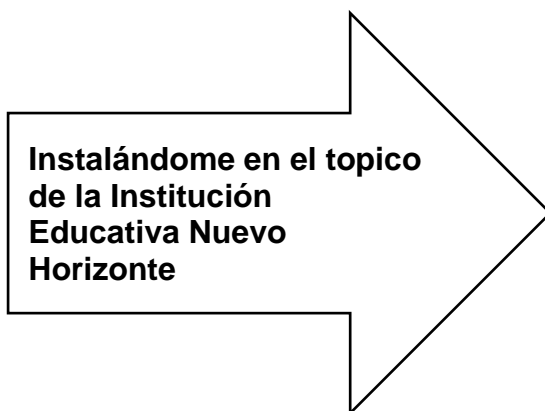 Instalándome en el topico
de la Institución
Educativa Nuevo
Horizonte